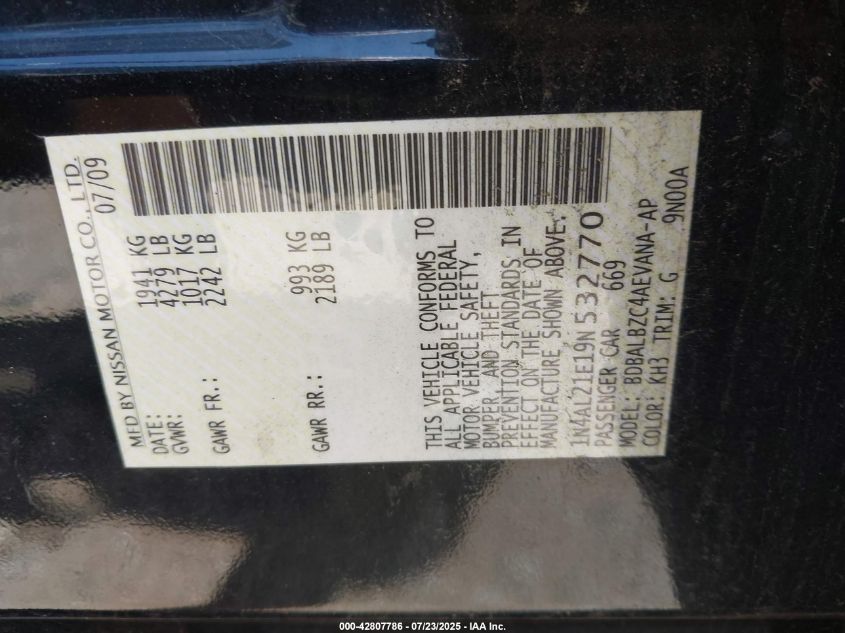 MFD BY NISSAN MOTOR CO., LTD.
DATE: 07/09
GVWR: 1941 KG
4279 LB
GAWR FR.: 1017 KG
2242 LB
GAWR RR.: 993 KG
2189 LB
THIS VEHICLE CONFORMS TO
ALL APPLICABLE FEDERAL
MOTOR VEHICLE SAFETY,
BUMPER, AND THEFT
PREVENTION STANDARDS IN
EFFECT ON THE DATE OF
MANUFACTURE SHOWN ABOVE.
1N4AL21E19N532770
PASSENGER CAR 669
MODEL: BDBALBZC4AEVANA-AP
COLOR: KH3 TRIM: G 9N00A
000-42807786 - 07/23/2025 - IAA Inc.